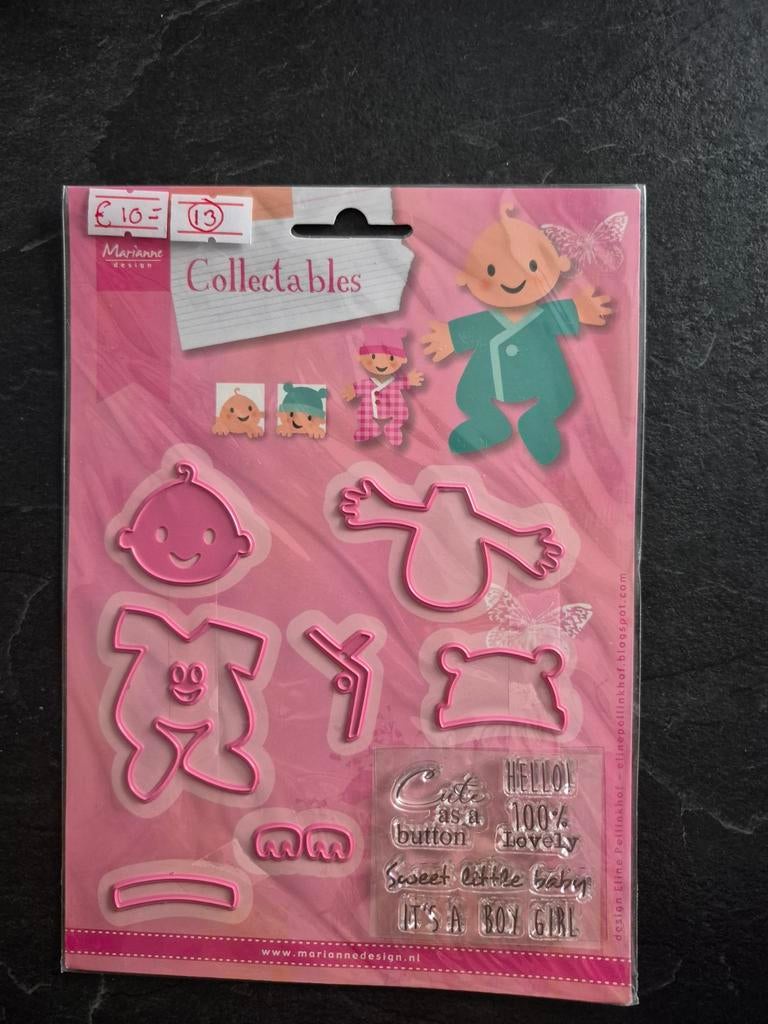 € 10=
13
Marianne
design
Collectables
design Eline Pellinkhof - elinepellinkhof.blogspot.com
Cute
as a
button
HELLO!
100%
Lovely
Sweet little baby
IT'S A BOY GIRL
www.mariannedesign.nl